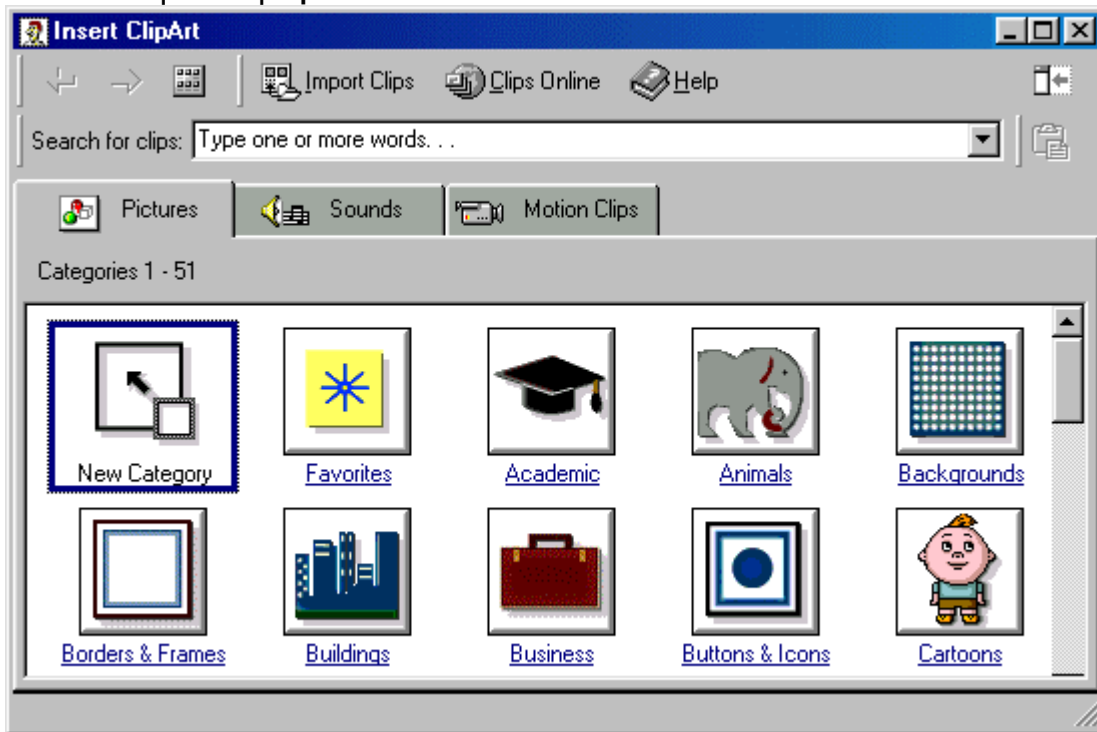 Insert ClipArt
Import Clips Clips Online Help
Search for clips: Type one or more words. . .
Pictures Sounds Motion Clips
Categories 1 - 51
New Category Favorites Academic Animals Backgrounds
Borders & Frames Buildings Business Buttons & Icons Cartoons